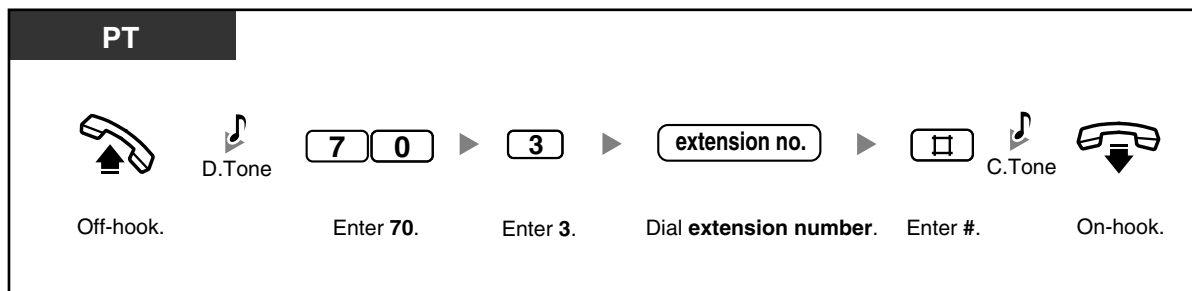 PT
D.Tone
7 0
3
extension no.
#
C.Tone
Off-hook.
Enter 70.
Enter 3.
Dial extension number.
Enter #.
On-hook.